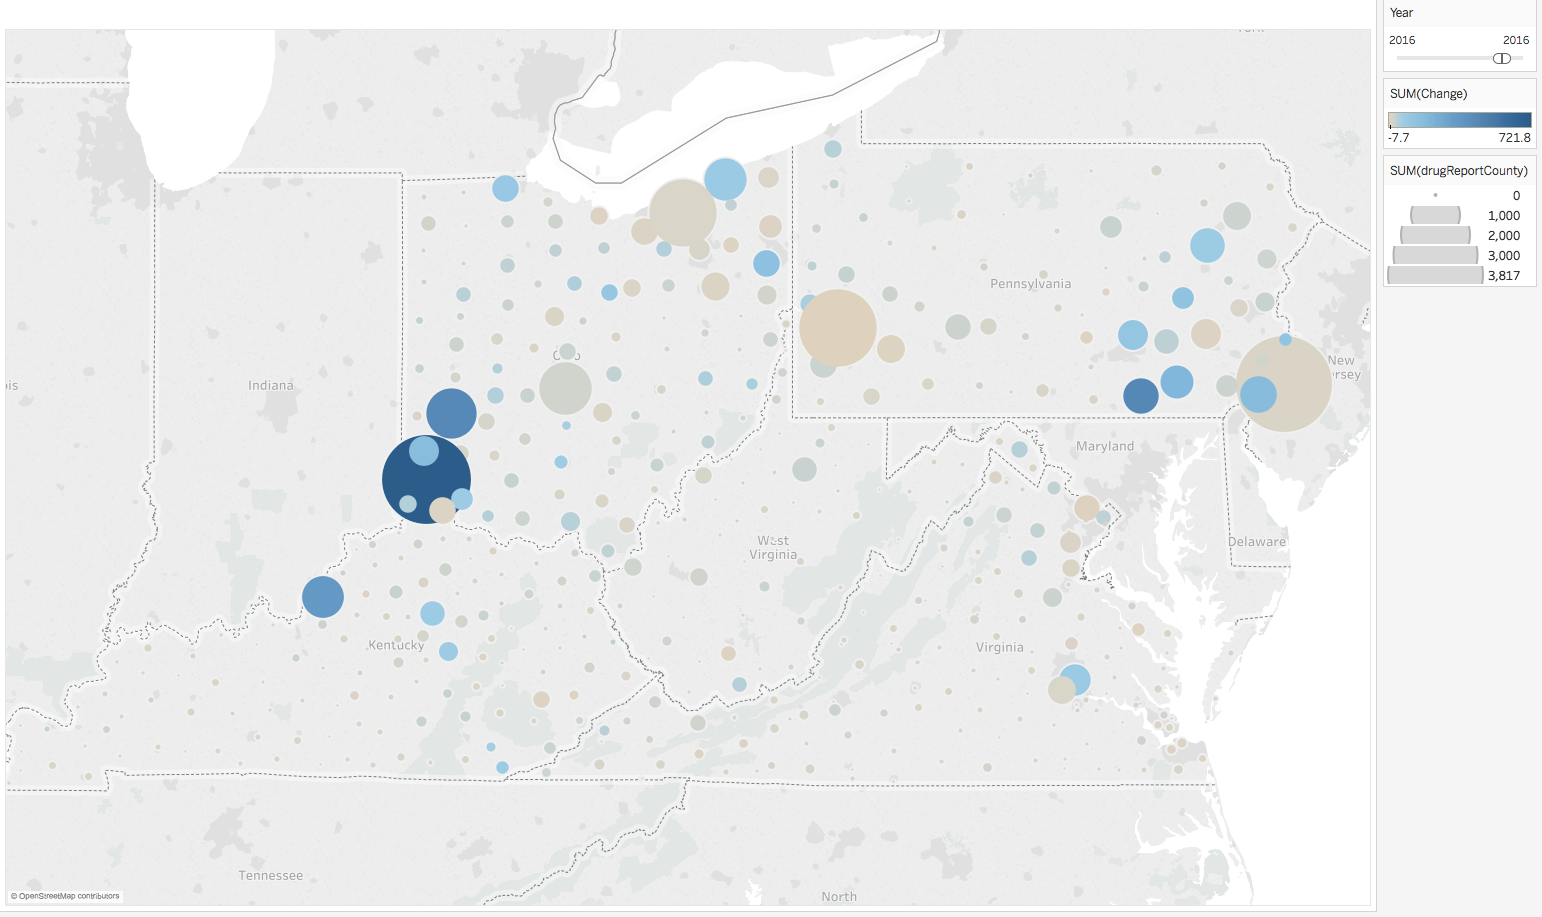 Year
2016 2016
SUM(Change)
-7.7 721.8
SUM(drugReportCounty)
0
1,000
2,000
3,000
3,817
Pennsylvania
New
Indiana
Maryland
West
Virginia
Delaware
Kentucky
Virginia
Tennessee
North
© OpenStreetMap contributors